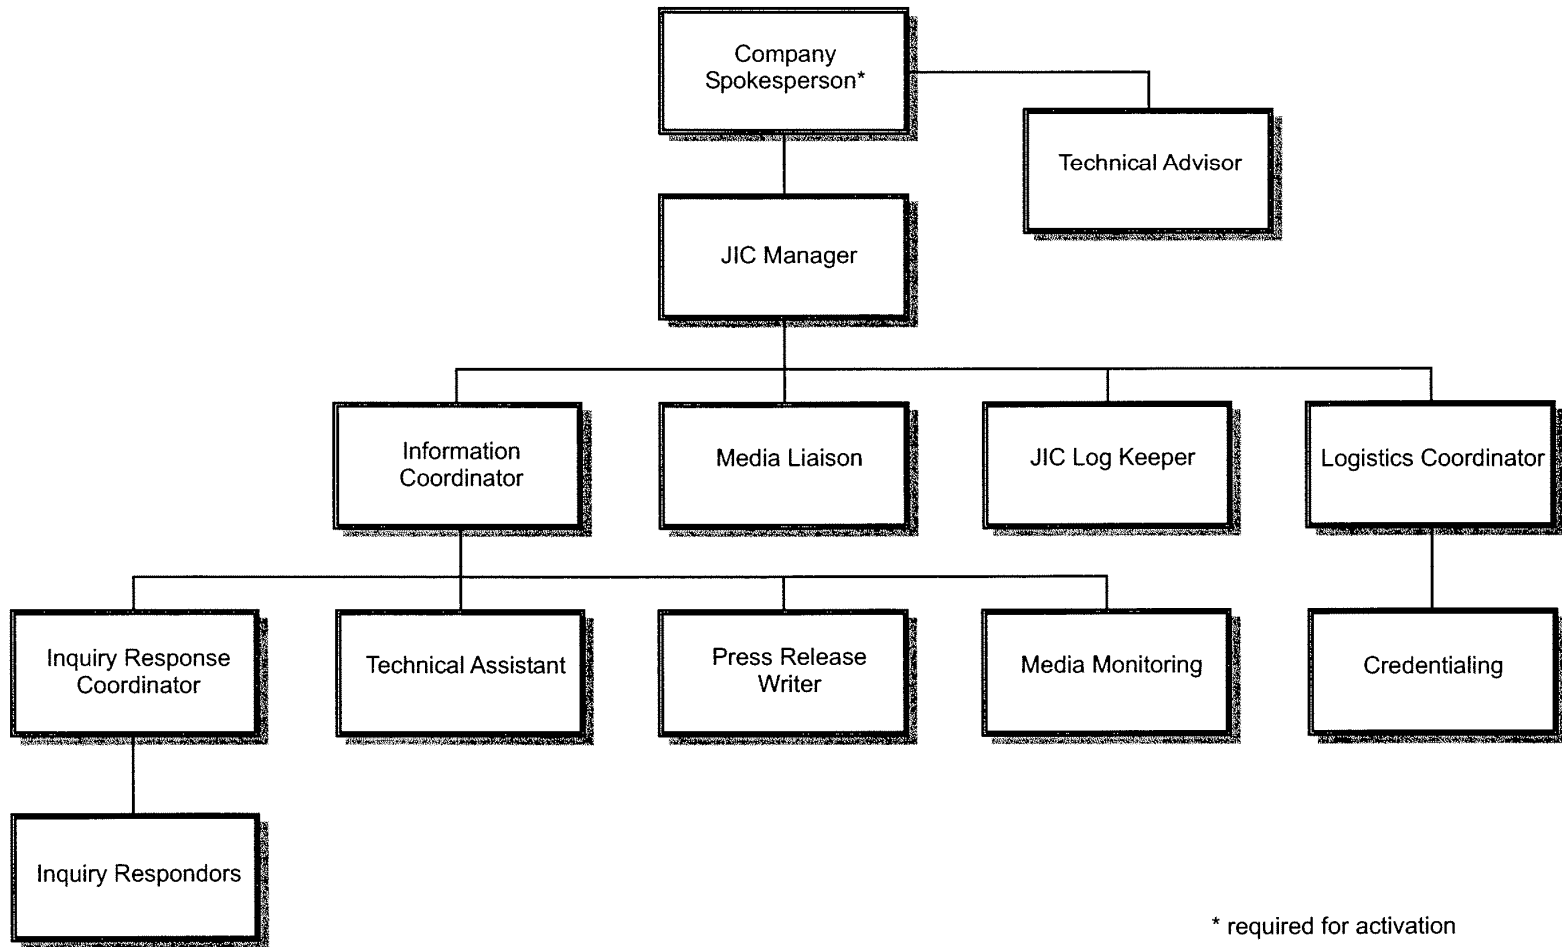 Company
Spokesperson*
Technical Advisor
JIC Manager
Information
Coordinator
Media Liaison
JIC Log Keeper
Logistics Coordinator
Inquiry Response
Coordinator
Technical Assistant
Press Release
Writer
Media Monitoring
Credentialing
Inquiry Respondors
* required for activation